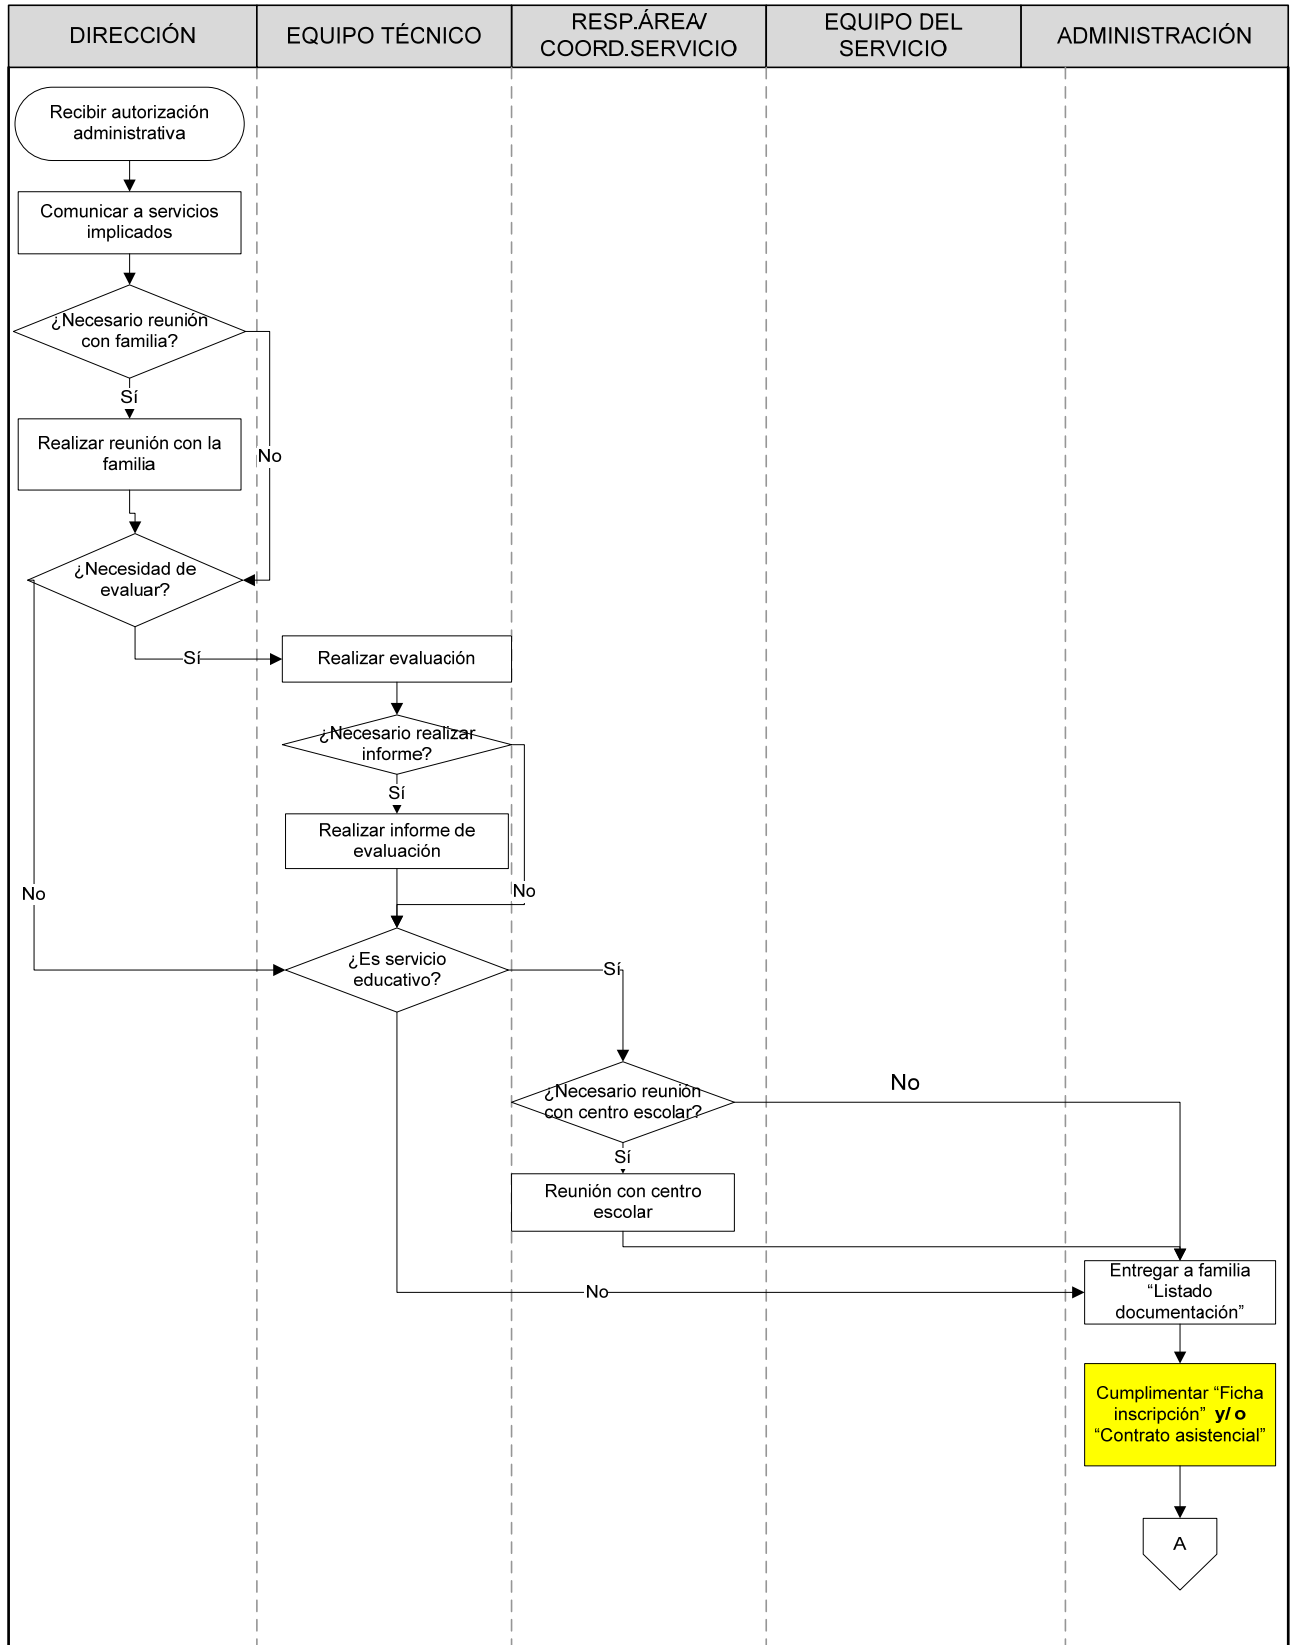 DIRECCIÓN
EQUIPO TÉCNICO
RESP.ÁREA/
COORD.SERVICIO
EQUIPO DEL
SERVICIO
ADMINISTRACIÓN
Recibir autorización
administrativa
Comunicar a servicios
implicados
¿Necesario reunión
con familia?
Sí
No
Realizar reunión con la
familia
¿Necesidad de
evaluar?
Sí
No
Realizar evaluación
¿Necesario realizar
informe?
Sí
No
Realizar informe de
evaluación
¿Es servicio
educativo?
Sí
No
¿Necesario reunión
con centro escolar?
No
Sí
Reunión con centro
escolar
Entregar a familia
“Listado
documentación”
Cumplimentar “Ficha
inscripción” y/ o
“Contrato asistencial”
A